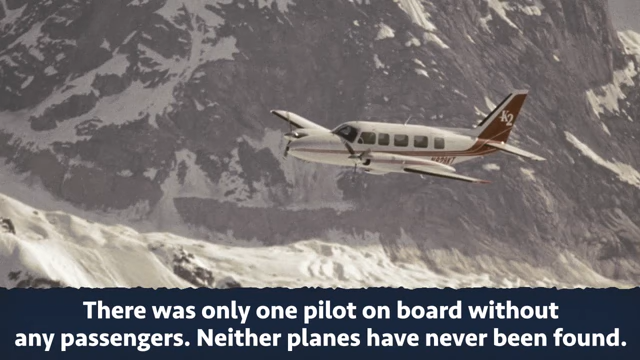 K2
There was only one pilot on board without
any passengers. Neither planes have never been found.